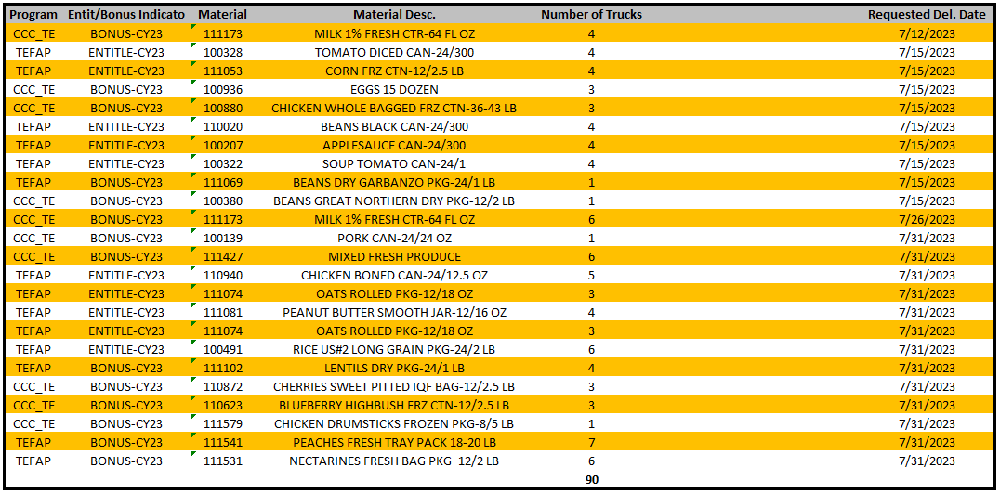 Program Entit/Bonus Indicato Material Material Desc. Number of Trucks Requested Del. Date
CCC_TE BONUS-CY23 111173 MILK 1% FRESH CTR-64 FL OZ 4 7/12/2023
TEFAP ENTITLE-CY23 100328 TOMATO DICED CAN-24/300 4 7/15/2023
TEFAP ENTITLE-CY23 111053 CORN FRZ CTN-12/2.5 LB 4 7/15/2023
CCC_TE BONUS-CY23 100936 EGGS 15 DOZEN 3 7/15/2023
CCC_TE BONUS-CY23 100880 CHICKEN WHOLE BAGGED FRZ CTN-36-43 LB 3 7/15/2023
TEFAP ENTITLE-CY23 110020 BEANS BLACK CAN-24/300 4 7/15/2023
TEFAP ENTITLE-CY23 100207 APPLESAUCE CAN-24/300 4 7/15/2023
TEFAP ENTITLE-CY23 100322 SOUP TOMATO CAN-24/1 4 7/15/2023
TEFAP BONUS-CY23 111069 BEANS DRY GARBANZO PKG-24/1 LB 1 7/15/2023
CCC_TE BONUS-CY23 100380 BEANS GREAT NORTHERN DRY PKG-12/2 LB 1 7/15/2023
CCC_TE BONUS-CY23 111173 MILK 1% FRESH CTR-64 FL OZ 6 7/26/2023
CCC_TE BONUS-CY23 100139 PORK CAN-24/24 OZ 1 7/31/2023
CCC_TE BONUS-CY23 111427 MIXED FRESH PRODUCE 6 7/31/2023
TEFAP ENTITLE-CY23 110940 CHICKEN BONED CAN-24/12.5 OZ 5 7/31/2023
TEFAP ENTITLE-CY23 111074 OATS ROLLED PKG-12/18 OZ 3 7/31/2023
TEFAP ENTITLE-CY23 111081 PEANUT BUTTER SMOOTH JAR-12/16 OZ 4 7/31/2023
TEFAP ENTITLE-CY23 111074 OATS ROLLED PKG-12/18 OZ 3 7/31/2023
TEFAP ENTITLE-CY23 100491 RICE US#2 LONG GRAIN PKG-24/2 LB 6 7/31/2023
TEFAP BONUS-CY23 111102 LENTILS DRY PKG-24/1 LB 4 7/31/2023
CCC_TE BONUS-CY23 110872 CHERRIES SWEET PITTED IQF BAG-12/2.5 LB 3 7/31/2023
CCC_TE BONUS-CY23 110623 BLUEBERRY HIGHBUSH FRZ CTN-12/2.5 LB 3 7/31/2023
CCC_TE BONUS-CY23 111579 CHICKEN DRUMSTICKS FROZEN PKG-8/5 LB 1 7/31/2023
TEFAP BONUS-CY23 111541 PEACHES FRESH TRAY PACK 18-20 LB 7 7/31/2023
TEFAP BONUS-CY23 111531 NECTARINES FRESH BAG PKG–12/2 LB 6 7/31/2023
90